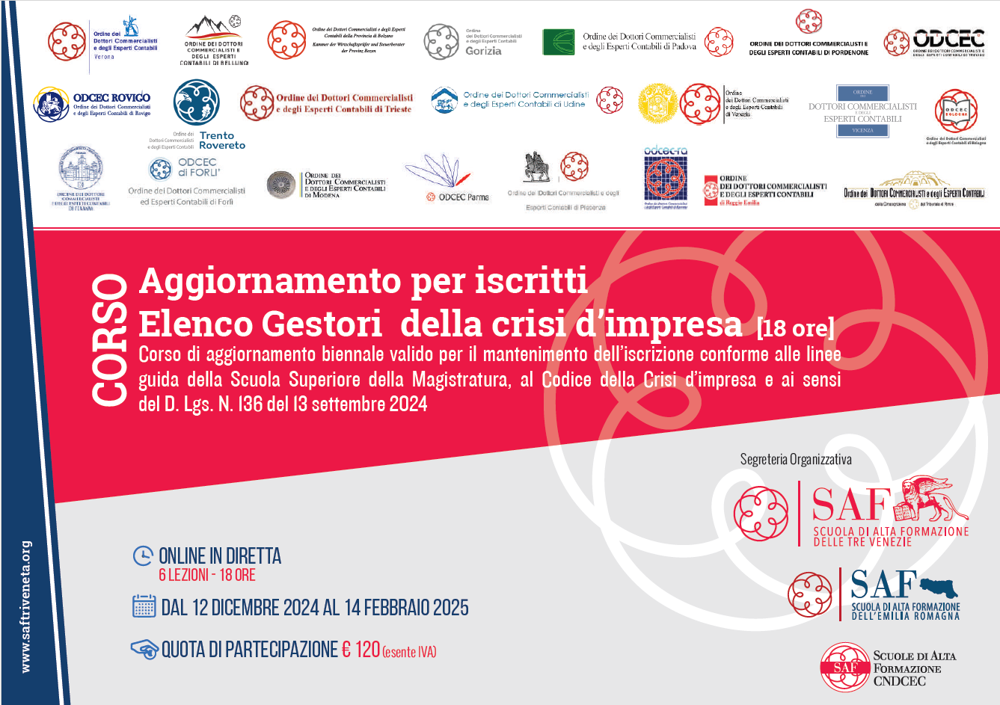 Ordine dei
Dottori Commercialisti
e degli Esperti Contabili
Verona
ORDINE DEI DOTTORI
COMMERCIALISTI E
DEGLI ESPERTI
CONTABILI DI BELLUNO
Ordine dei Dottori Commercialisti e degli Esperti
Contabili della Provincia di Bolzano
Kammer der Wirtschaftsprüfer und Steuerberater
der Provinz Bozen
Ordine
dei Dottori Commercialisti
e degli Esperti Contabili
Gorizia
Ordine dei Dottori Commercialisti
e degli Esperti Contabili di Padova
ORDINE DEI DOTTORI COMMERCIALISTI E
DEGLI ESPERTI CONTABILI DI PORDENONE
ODCEC
ORDINE DEI DOTTORI COMMERCIALISTI E
DEGLI ESPERTI CONTABILI DI TREVISO
ODCEC ROVIGO
Ordine dei Dottori Commercialisti
e degli Esperti Contabili di Rovigo
Ordine dei
Dottori Commercialisti
e degli Esperti Contabili
Trento
Rovereto
Ordine dei Dottori Commercialisti
e degli Esperti Contabili di Trieste
Ordine dei Dottori Commercialisti
e degli Esperti Contabili di Udine
Ordine
dei Dottori Commercialisti
e degli Esperti Contabili
di Venezia
ORDINE
DEI
DOTTORI COMMERCIALISTI
E DEGLI
ESPERTI CONTABILI
VICENZA
ODCEC
BOLOGNA
Ordine dei Dottori Commercialisti
e degli Esperti Contabili di Bologna
ORDINE DEI DOTTORI
COMMERCIALISTI
E DEGLI ESPERTI CONTABILI
DI FERRARA
ODCEC
di FORLI'
Ordine dei Dottori Commercialisti
ed Esperti Contabili di Forlì
ORDINE DEI
DOTTORI COMMERCIALISTI
E DEGLI ESPERTI CONTABILI
DI MODENA
ODCEC Parma
Ordine dei Dottori Commercialisti e degli
Esperti Contabili di Piacenza
odcec-ra
Ordine dei Dottori Commercialisti
e degli Esperti Contabili di Ravenna
ORDINE
DEI DOTTORI COMMERCIALISTI
E DEGLI ESPERTI CONTABILI
di Reggio Emilia
Ordine dei DOTTORI COMMERCIALISTI e degli ESPERTI CONTABILI
della Circoscrizione del Tribunale di Rimini
CORSO
Aggiornamento per iscritti
Elenco Gestori della crisi d'impresa [18 ore]
Corso di aggiornamento biennale valido per il mantenimento dell'iscrizione conforme alle linee
guida della Scuola Superiore della Magistratura, al Codice della Crisi d'impresa e ai sensi
del D. Lgs. N. 136 del 13 settembre 2024
Segreteria Organizzativa
SAF
SCUOLA DI ALTA FORMAZIONE
DELLE TRE VENEZIE
ONLINE IN DIRETTA
6 LEZIONI - 18 ORE
DAL 12 DICEMBRE 2024 AL 14 FEBBRAIO 2025
QUOTA DI PARTECIPAZIONE € 120 (esente IVA)
SAF
SCUOLA DI ALTA FORMAZIONE
DELL'EMILIA ROMAGNA
SAF
SCUOLE DI ALTA
FORMAZIONE
CNDCEC
www.saftriveneta.org